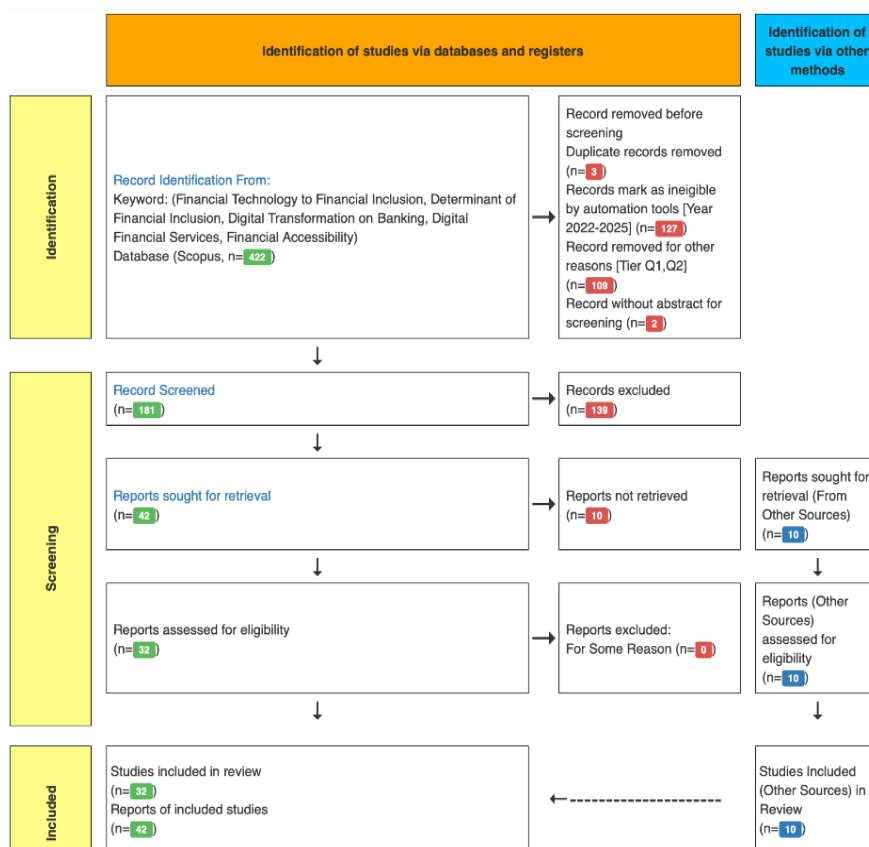 Identification of studies via databases and registers
Identification of
studies via other
methods
Identification
Record Identification From:
Keyword: (Financial Technology to Financial Inclusion, Determinant of
Financial Inclusion, Digital Transformation on Banking, Digital
Financial Services, Financial Accessibility)
Database (Scopus, n= 422
Record removed before
screening
Duplicate records removed
(n= 3 )
Records mark as ineigible
by automation tools [Year
2022-2025] (n= 127 )
Record removed for other
reasons [Tier Q1,Q2]
(n= 109 )
Record without abstract for
screening (n= 2 )
Screening
Record Screened
(n= 181 )
Records excluded
(n= 139 )
Reports sought for retrieval
(n= 42 )
Reports not retrieved
(n= 10 )
Reports sought for
retrieval (From
Other Sources)
(n= 10 )
Reports assessed for eligibility
(n= 32 )
Reports excluded:
For Some Reason (n= 0 )
Reports (Other
Sources)
assessed for
eligibility
(n= 10 )
Included
Studies included in review
(n= 32 )
Reports of included studies
(n= 42 )
Studies Included
(Other Sources) in
Review
(n= 10 )